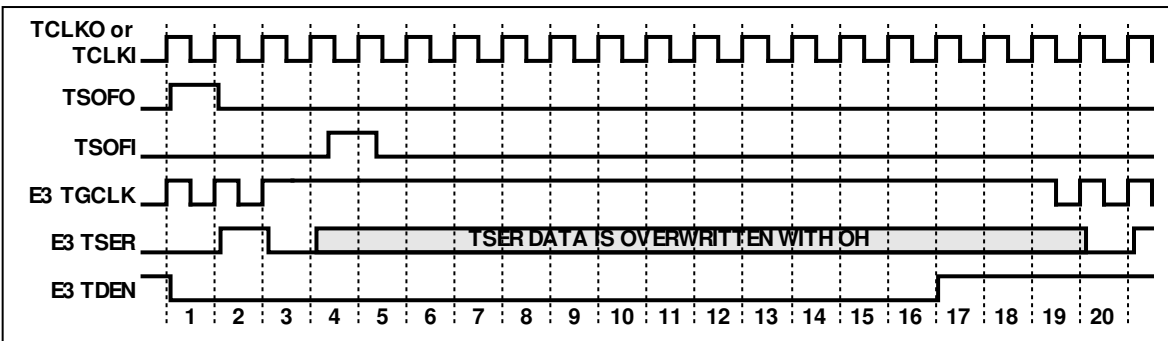 TCLKO or
TCLKI
TSOFO
TSOFI
E3 TGCLK
E3 TSER
TSER DATA IS OVERWRITTEN WITH OH
E3 TDEN
1 2 3 4 5 6 7 8 9 10 11 12 13 14 15 16 17 18 19 20